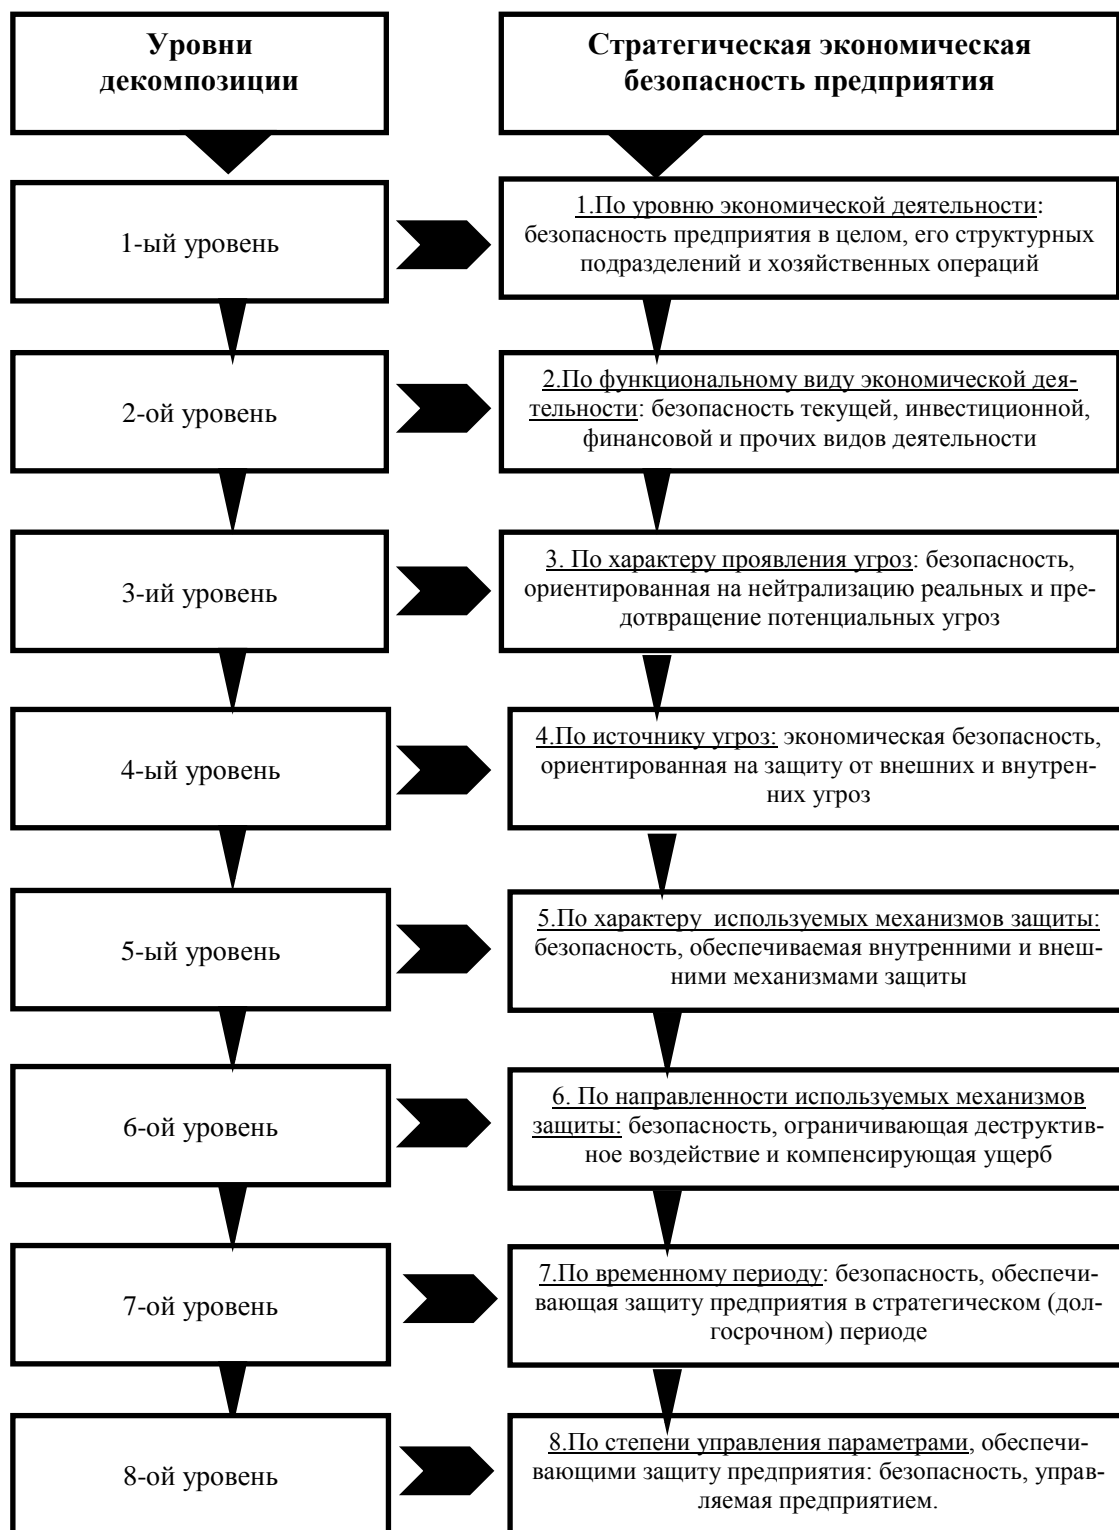 Уровни
декомпозиции
Стратегическая экономическая
безопасность предприятия
1-ый уровень
1.По уровню экономической деятельности:
безопасность предприятия в целом, его структурных
подразделений и хозяйственных операций
2-ой уровень
2.По функциональному виду экономической дея-
тельности: безопасность текущей, инвестиционной,
финансовой и прочих видов деятельности
3-ий уровень
3. По характеру проявления угроз: безопасность,
ориентированная на нейтрализацию реальных и пре-
дотвращение потенциальных угроз
4-ый уровень
4.По источнику угроз: экономическая безопасность,
ориентированная на защиту от внешних и внутрен-
них угроз
5-ый уровень
5.По характеру используемых механизмов защиты:
безопасность, обеспечиваемая внутренними и внеш-
ними механизмами защиты
6-ой уровень
6. По направленности используемых механизмов
защиты: безопасность, ограничивающая деструктив-
ное воздействие и компенсирующая ущерб
7-ой уровень
7.По временному периоду: безопасность, обеспечи-
вающая защиту предприятия в стратегическом (дол-
госрочном) периоде
8-ой уровень
8.По степени управления параметрами, обеспечи-
вающими защиту предприятия: безопасность, управ-
ляемая предприятием.